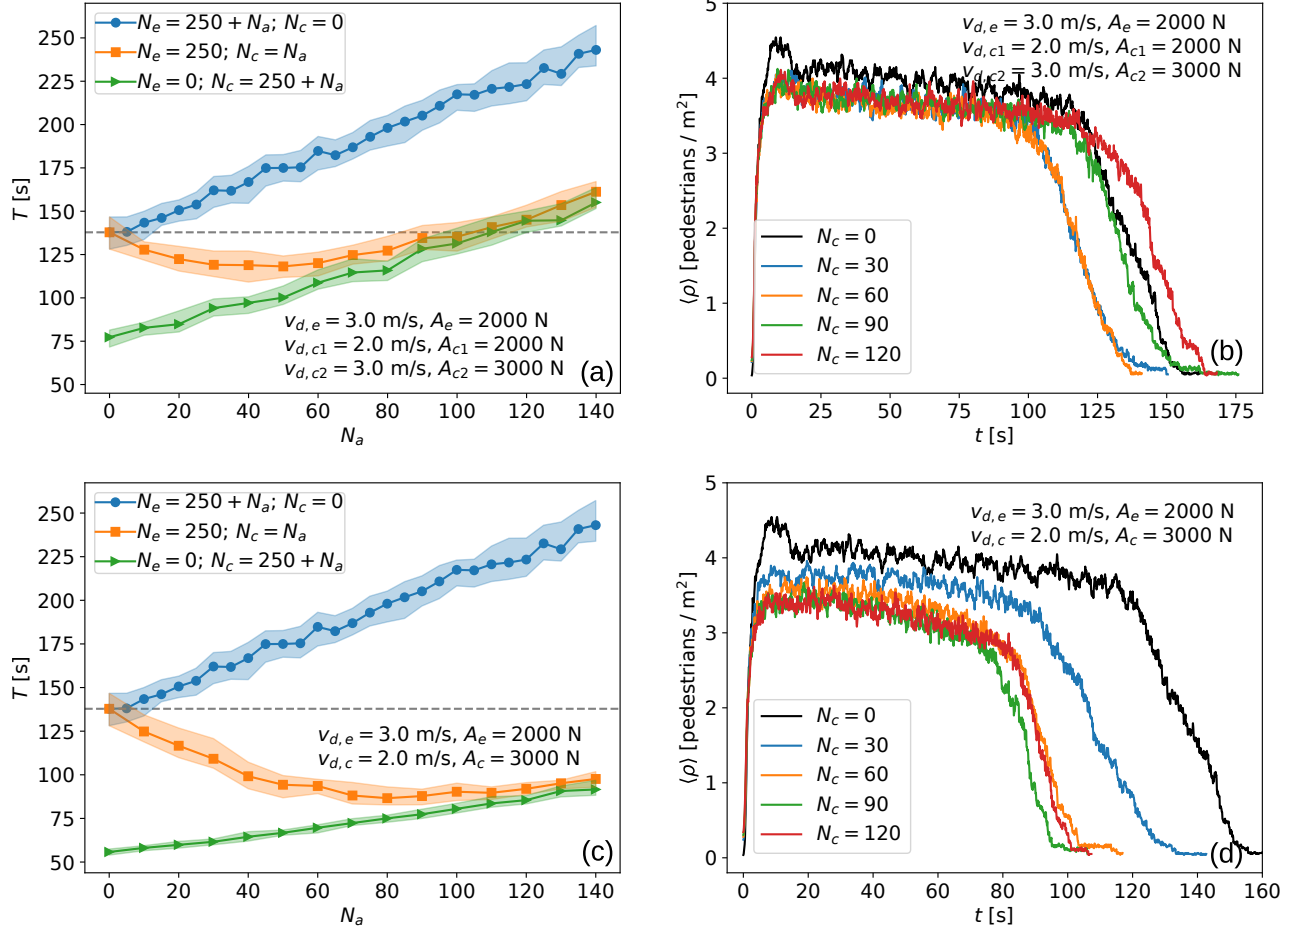 N_e = 250 + N_a; N_c = 0
N_e = 250; N_c = N_a
N_e = 0; N_c = 250 + N_a
v_{d,e} = 3.0 m/s, A_e = 2000 N
v_{d,c1} = 2.0 m/s, A_{c1} = 2000 N
v_{d,c2} = 3.0 m/s, A_{c2} = 3000 N
(a)
T [s]
250
225
200
175
150
125
100
75
50
0 20 40 60 80 100 120 140
N_a
v_{d,e} = 3.0 m/s, A_e = 2000 N
v_{d,c1} = 2.0 m/s, A_{c1} = 2000 N
v_{d,c2} = 3.0 m/s, A_{c2} = 3000 N
N_c = 0
N_c = 30
N_c = 60
N_c = 90
N_c = 120
(b)
⟨ρ⟩ [pedestrians / m²]
5
4
3
2
1
0
0 25 50 75 100 125 150 175
t [s]
N_e = 250 + N_a; N_c = 0
N_e = 250; N_c = N_a
N_e = 0; N_c = 250 + N_a
v_{d,e} = 3.0 m/s, A_e = 2000 N
v_{d,c} = 2.0 m/s, A_c = 3000 N
(c)
T [s]
250
225
200
175
150
125
100
75
50
0 20 40 60 80 100 120 140
N_a
v_{d,e} = 3.0 m/s, A_e = 2000 N
v_{d,c} = 2.0 m/s, A_c = 3000 N
N_c = 0
N_c = 30
N_c = 60
N_c = 90
N_c = 120
(d)
⟨ρ⟩ [pedestrians / m²]
5
4
3
2
1
0
0 20 40 60 80 100 120 140 160
t [s]